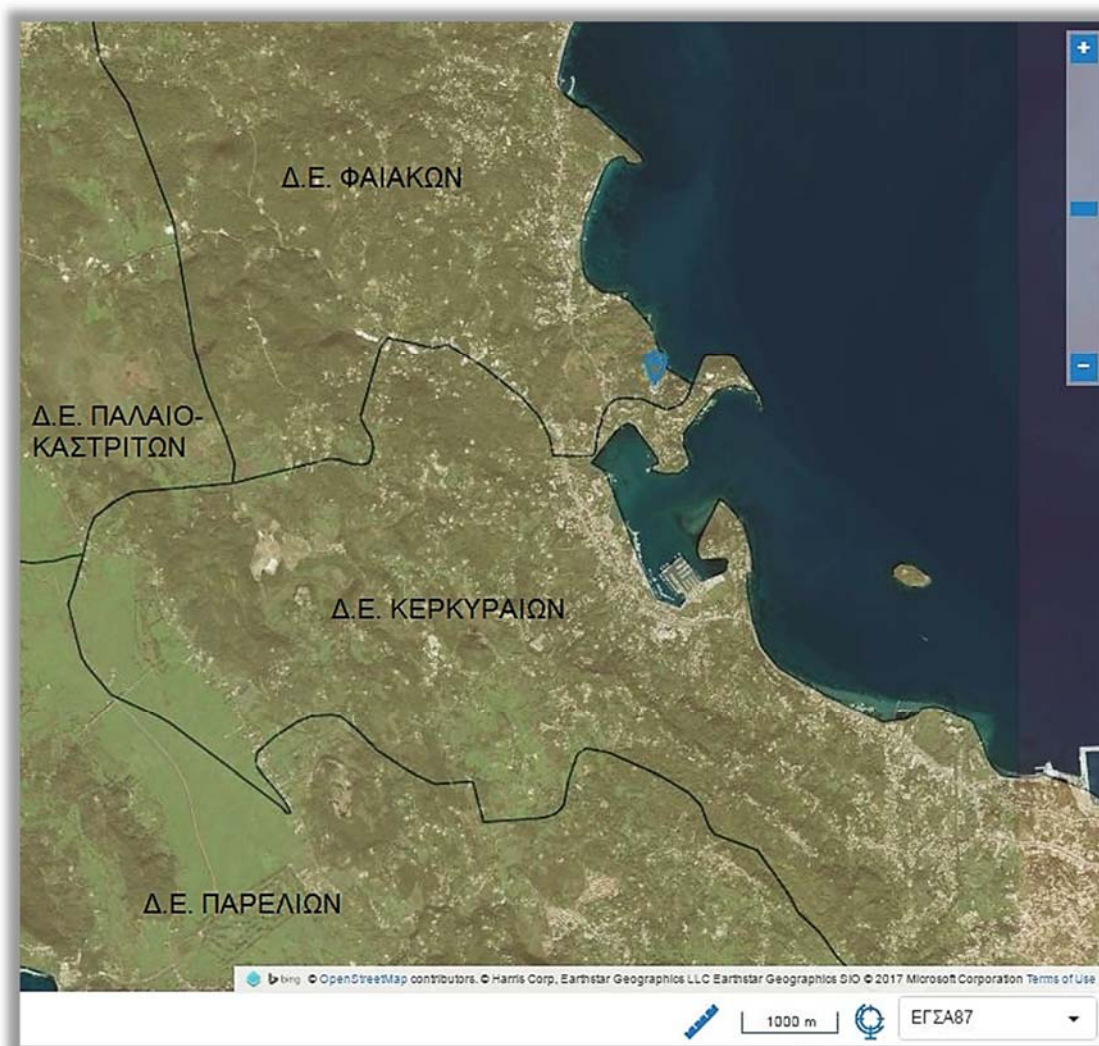 +
Δ.Ε. ΦΑΙΑΚΩΝ
−
Δ.Ε. ΠΑΛΑΙΟ-
ΚΑΣΤΡΙΤΩΝ
Δ.Ε. ΚΕΡΚΥΡΑΙΩΝ
Δ.Ε. ΠΑΡΕΛΙΩΝ
bing © OpenStreetMap contributors. © Harris Corp, Earthstar Geographics LLC Earthstar Geographics SIO © 2017 Microsoft Corporation Terms of Use
1000 m ΕΓΣΑ87